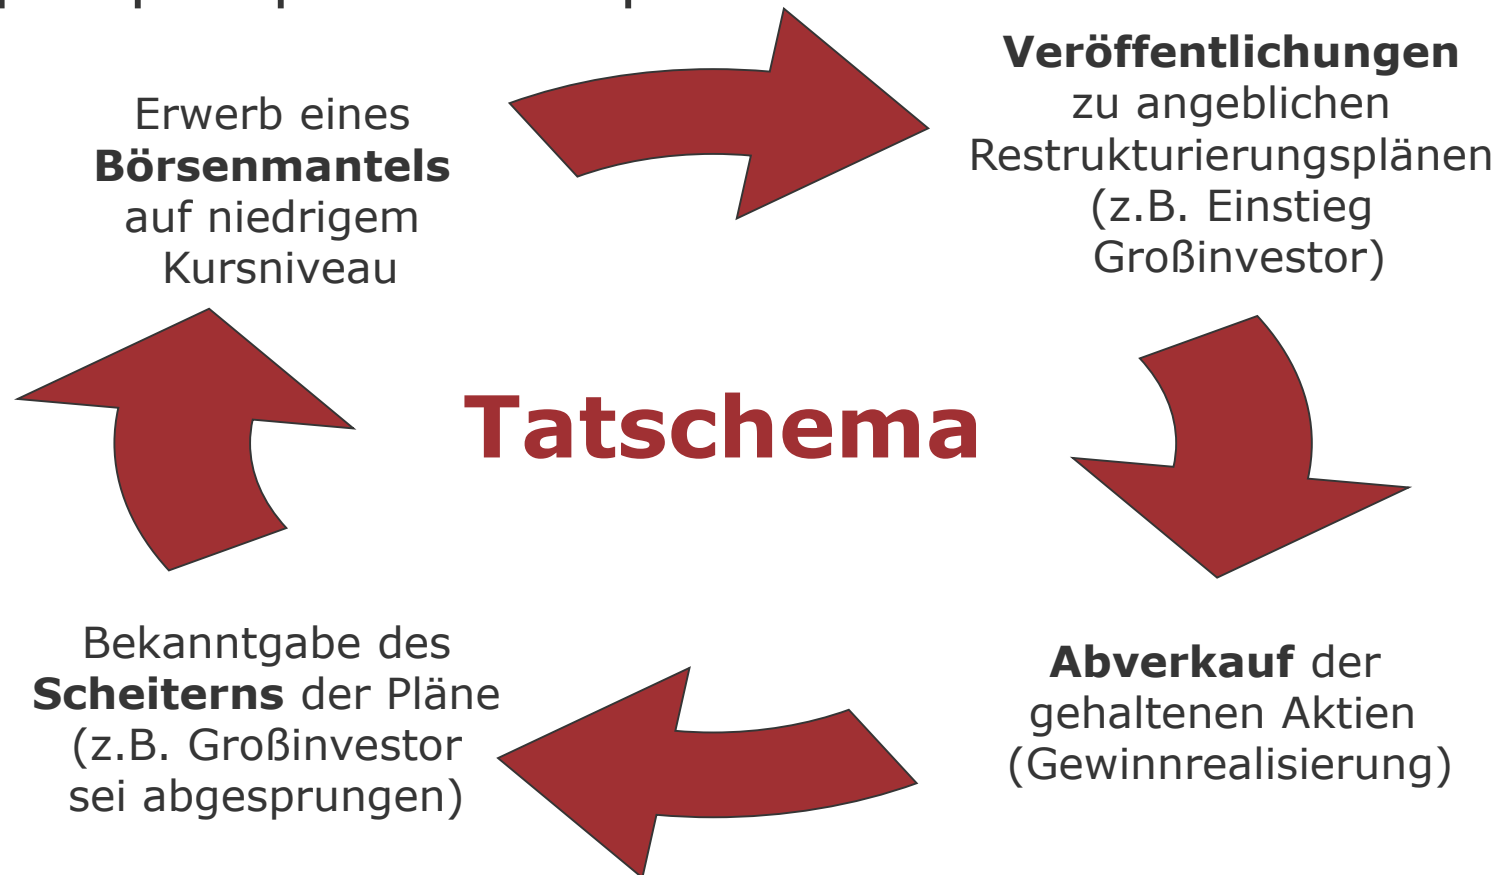 Erwerb eines
Börsenmantels
auf niedrigem
Kursniveau
Veröffentlichungen
zu angeblichen
Restrukturierungsplänen
(z.B. Einstieg
Großinvestor)
Tatschema
Abverkauf der
gehaltenen Aktien
(Gewinnrealisierung)
Bekanntgabe des
Scheiterns der Pläne
(z.B. Großinvestor
sei abgesprungen)